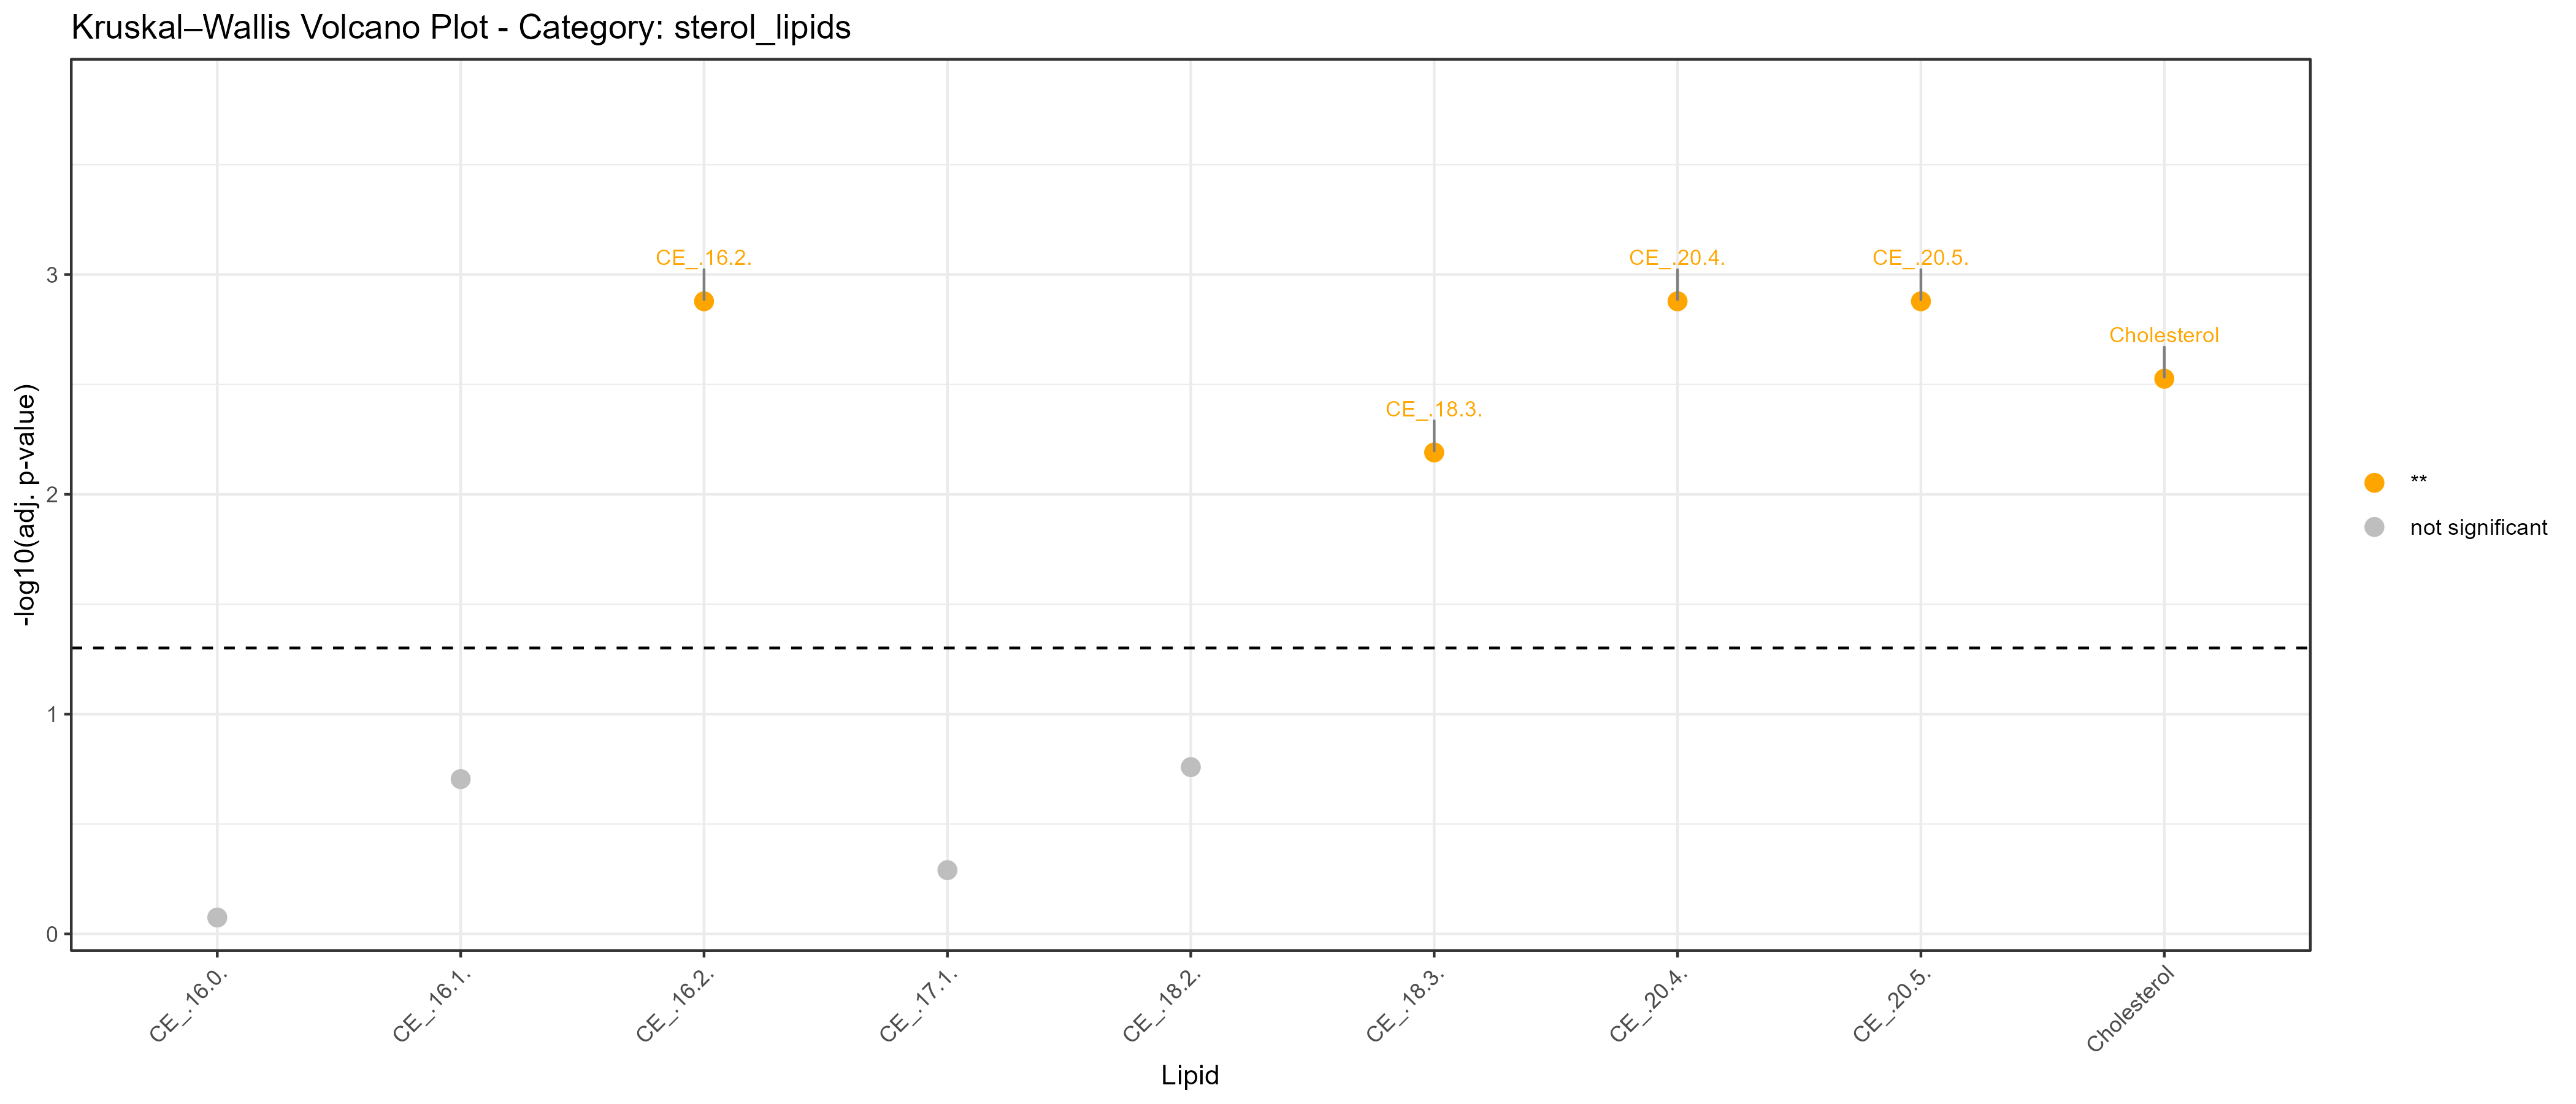 Kruskal–Wallis Volcano Plot - Category: sterol_lipids
-log10(adj. p-value)
3
2
1
0
CE_.16.2.
CE_.20.4.
CE_.20.5.
Cholesterol
CE_.18.3.
**
not significant
CE_.16.0.
CE_.16.1.
CE_.16.2.
CE_.17.1.
CE_.18.2.
CE_.18.3.
CE_.20.4.
CE_.20.5.
Cholesterol
Lipid